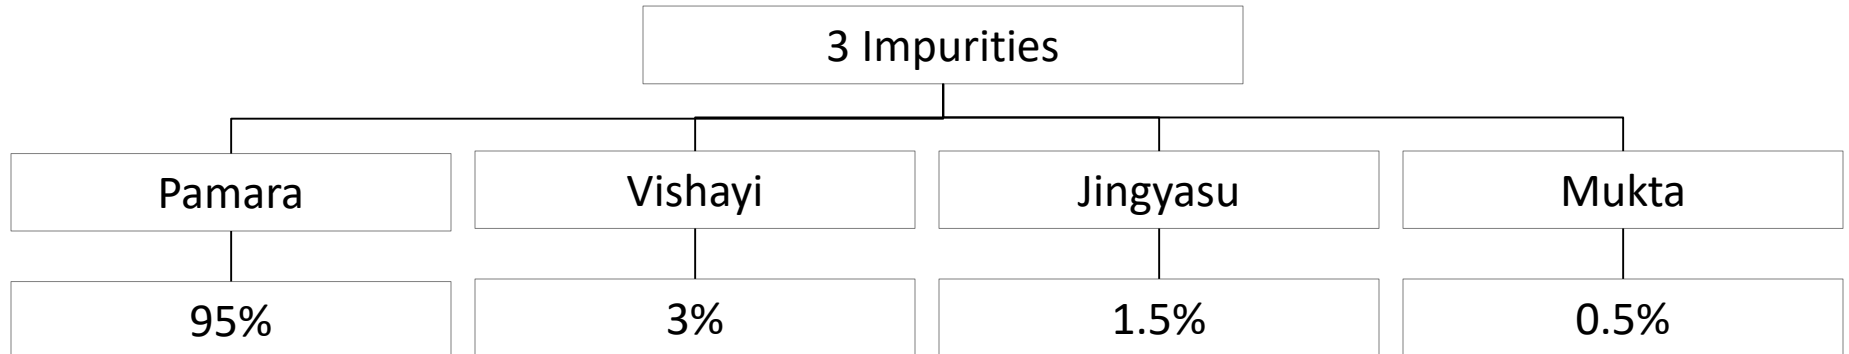 3 Impurities
Pamara
Vishayi
Jingyasu
Mukta
95%
3%
1.5%
0.5%